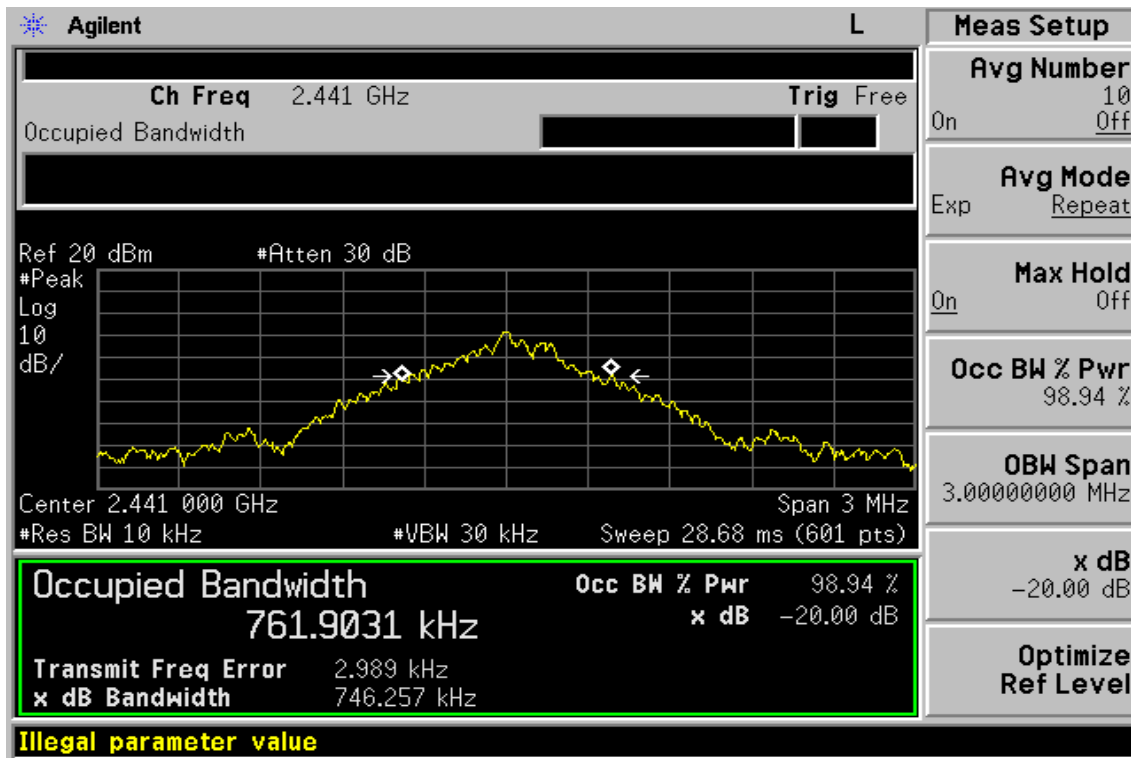 Agilent L
Ch Freq 2.441 GHz Trig Free
Occupied Bandwidth
Ref 20 dBm #Atten 30 dB
#Peak
Log
10
dB/
Center 2.441 000 GHz Span 3 MHz
#Res BW 10 kHz #VBW 30 kHz Sweep 28.68 ms (601 pts)
Occupied Bandwidth
761.9031 kHz
Occ BW % Pwr 98.94 %
x dB -20.00 dB
Transmit Freq Error 2.989 kHz
x dB Bandwidth 746.257 kHz
Illegal parameter value
Meas Setup
Avg Number
10
On Off
Avg Mode
Exp Repeat
Max Hold
On Off
Occ BW % Pwr
98.94 %
OBW Span
3.00000000 MHz
x dB
-20.00 dB
Optimize
Ref Level